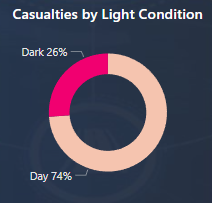 Casualties by Light Condition
Dark 26%
Day 74%